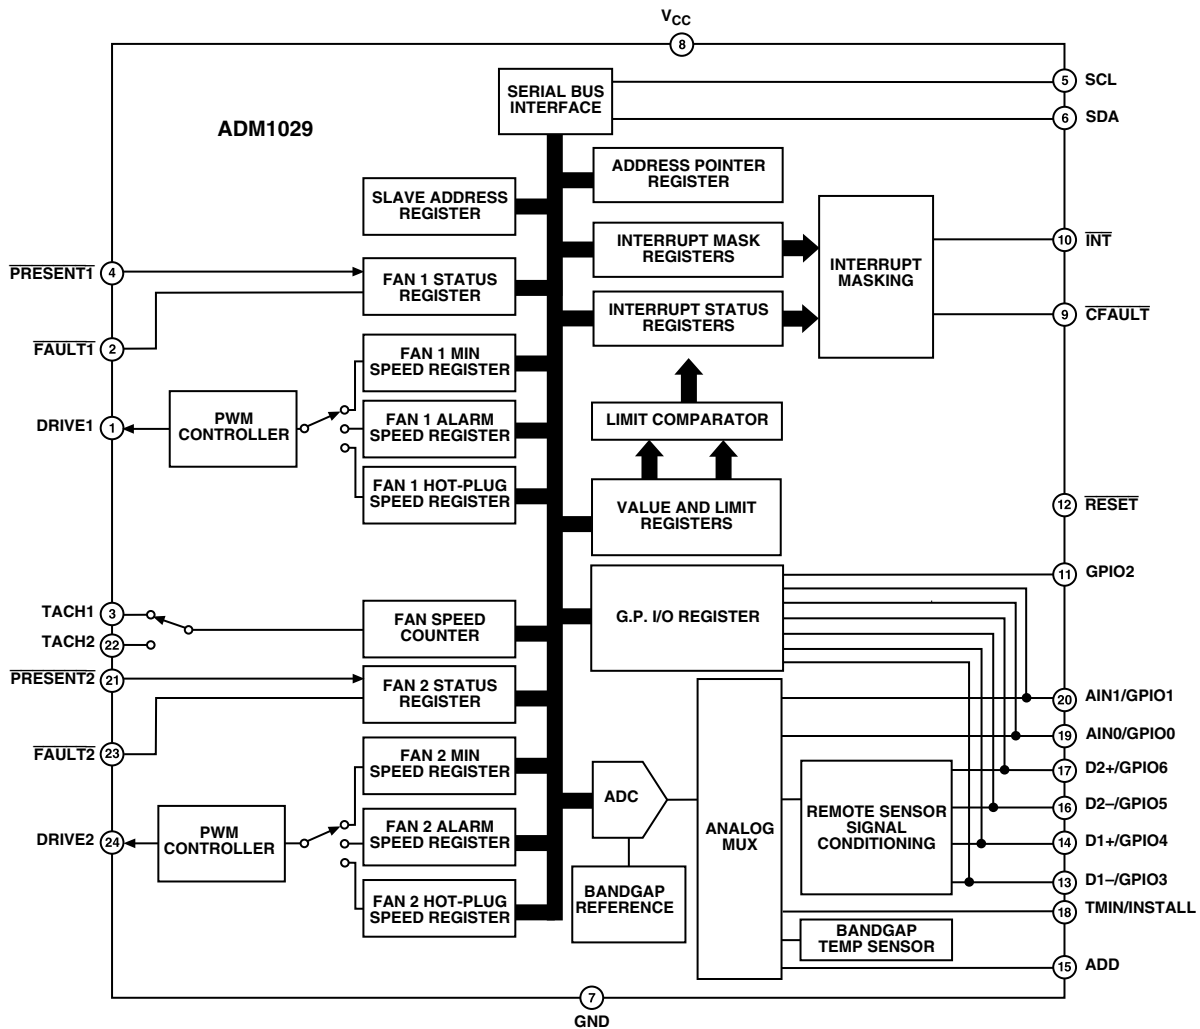 VCC
8
SERIAL BUS
INTERFACE
5
SCL
6
SDA
ADM1029
ADDRESS POINTER
REGISTER
SLAVE ADDRESS
REGISTER
INTERRUPT MASK
REGISTERS
INTERRUPT
MASKING
10
INT
PRESENT1
4
FAN 1 STATUS
REGISTER
INTERRUPT STATUS
REGISTERS
9
CFAULT
FAULT1
2
FAN 1 MIN
SPEED REGISTER
DRIVE1
1
PWM
CONTROLLER
FAN 1 ALARM
SPEED REGISTER
LIMIT COMPARATOR
FAN 1 HOT-PLUG
SPEED REGISTER
VALUE AND LIMIT
REGISTERS
12
RESET
11
GPIO2
TACH1
3
TACH2
22
FAN SPEED
COUNTER
G.P. I/O REGISTER
PRESENT2
21
FAN 2 STATUS
REGISTER
20
AIN1/GPIO1
19
AIN0/GPIO0
FAULT2
23
FAN 2 MIN
SPEED REGISTER
17
D2+/GPIO6
ADC
16
D2–/GPIO5
DRIVE2
24
PWM
CONTROLLER
FAN 2 ALARM
SPEED REGISTER
ANALOG
MUX
REMOTE SENSOR
SIGNAL
CONDITIONING
14
D1+/GPIO4
13
D1–/GPIO3
FAN 2 HOT-PLUG
SPEED REGISTER
BANDGAP
REFERENCE
18
TMIN/INSTALL
BANDGAP
TEMP SENSOR
15
ADD
7
GND